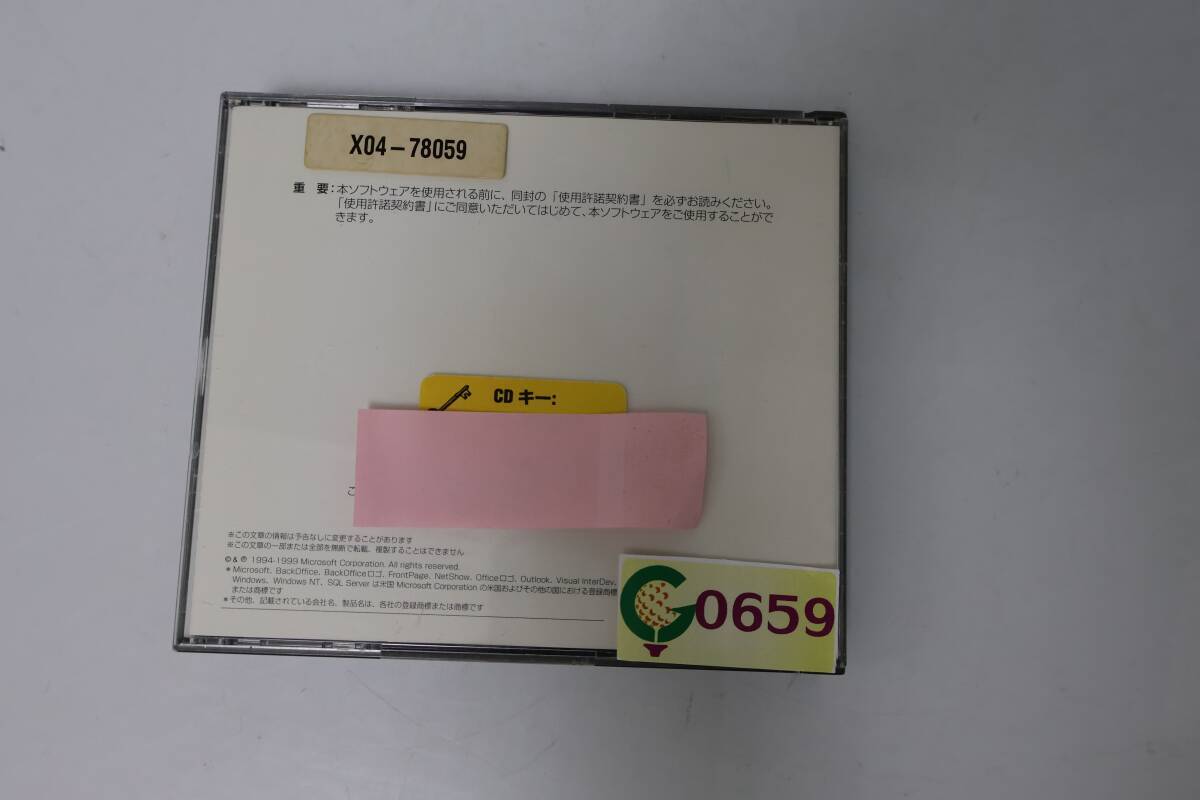 X04-78059
重 要：本ソフトウェアを使用される前に、同封の「使用許諾契約書」を必ずお読みください。
「使用許諾契約書」にご同意いただいてはじめて、本ソフトウェアをご使用することがで
きます。
CD キー：
こ
※この文章の情報は予告なしに変更することがあります
※この文章の一部または全部を無断で転載、複製することはできません
©& ℗ 1994-1999 Microsoft Corporation. All rights reserved.
＊Microsoft、BackOffice、BackOfficeロゴ、FrontPage、NetShow、Officeロゴ、Outlook、Visual InterDev、
Windows、Windows NT、SQL Server は米国 Microsoft Corporation の米国およびその他の国における登録商標
または商標です
＊その他、記載されている会社名、製品名は、各社の登録商標または商標です
G0659